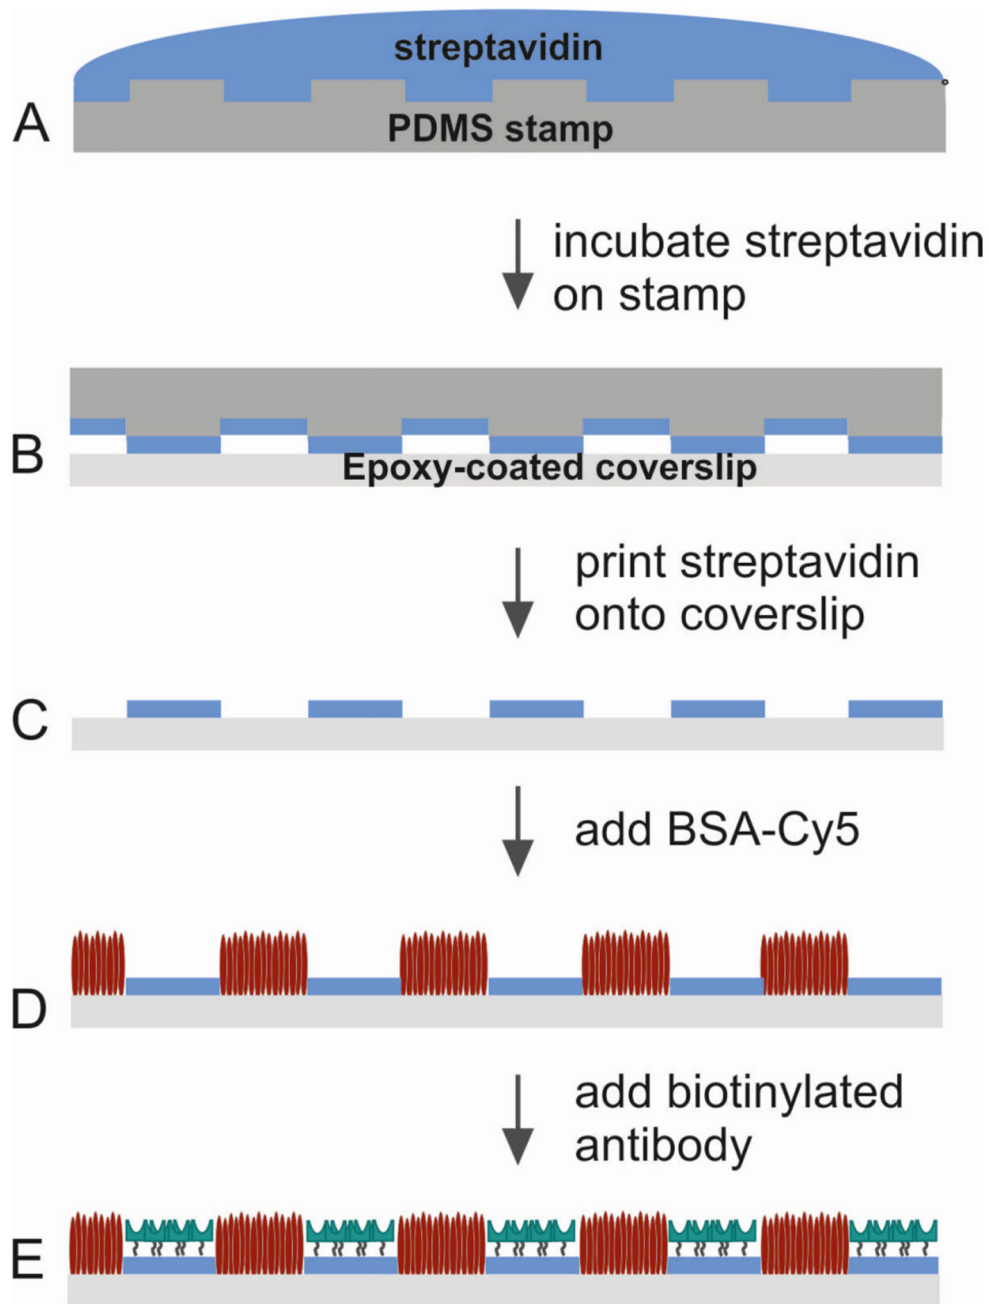 streptavidin
A
PDMS stamp
incubate streptavidin
on stamp
B
Epoxy-coated coverslip
print streptavidin
onto coverslip
C
add BSA-Cy5
D
add biotinylated
antibody
E